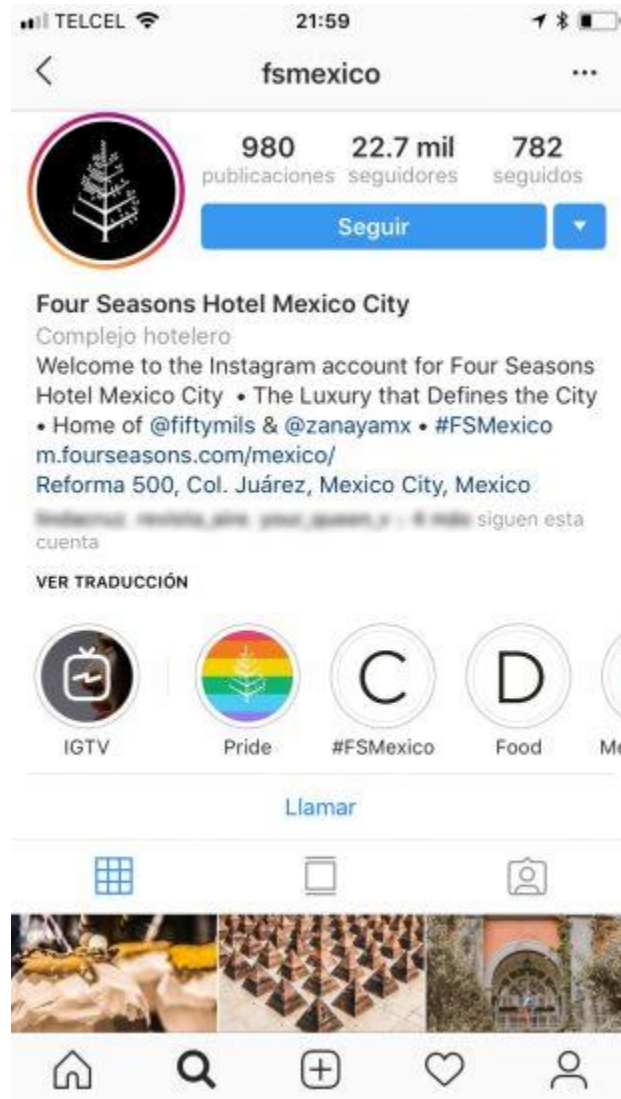 TELCEL 21:59
fsmexico
980 22.7 mil 782
publicaciones seguidores seguidos
Seguir
Four Seasons Hotel Mexico City
Complejo hotelero
Welcome to the Instagram account for Four Seasons
Hotel Mexico City • The Luxury that Defines the City
• Home of @fiftymils & @zanayamx • #FSMexico
m.fourseasons.com/mexico/
Reforma 500, Col. Juárez, Mexico City, Mexico
siguen esta
cuenta
VER TRADUCCIÓN
C D
IGTV Pride #FSMexico Food
Llamar